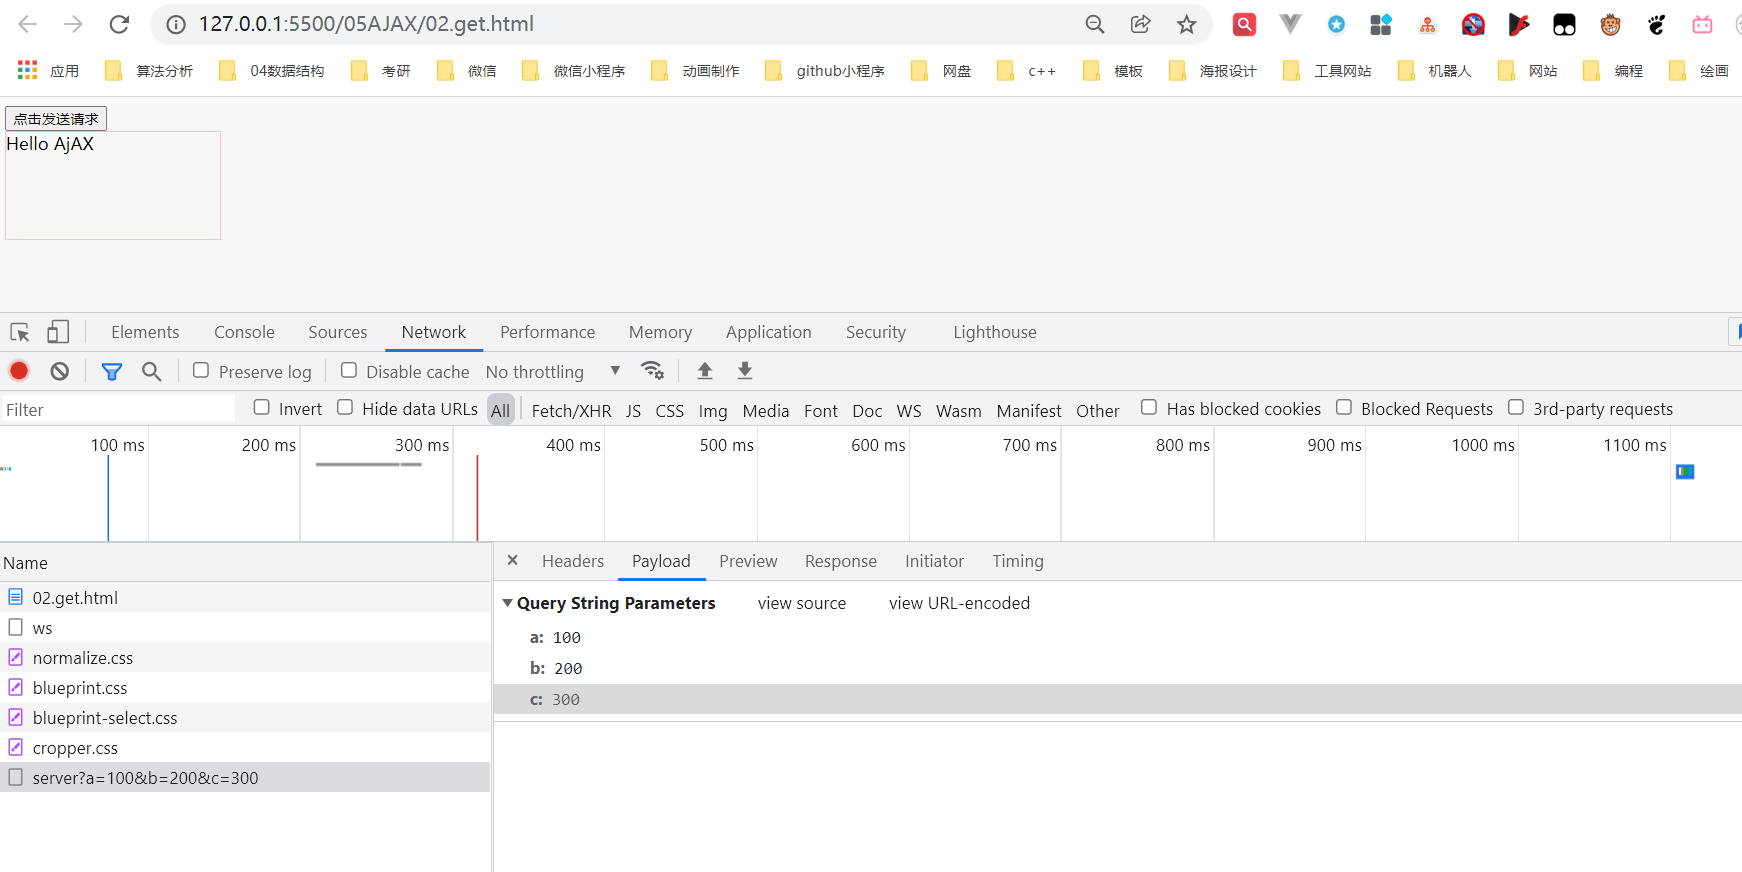 127.0.0.1:5500/05AJAX/02.get.html
应用 算法分析 04数据结构 考研 微信 微信小程序 动画制作 github小程序 网盘 c++ 模板 海报设计 工具网站 机器人 网站 编程 绘画
点击发送请求
Hello AjAX
Elements Console Sources Network Performance Memory Application Security Lighthouse
Preserve log Disable cache No throttling
Filter Invert Hide data URLs All Fetch/XHR JS CSS Img Media Font Doc WS Wasm Manifest Other Has blocked cookies Blocked Requests 3rd-party requests
100 ms 200 ms 300 ms 400 ms 500 ms 600 ms 700 ms 800 ms 900 ms 1000 ms 1100 ms
Name
02.get.html
ws
normalize.css
blueprint.css
blueprint-select.css
cropper.css
server?a=100&b=200&c=300
Headers Payload Preview Response Initiator Timing
Query String Parameters view source view URL-encoded
a: 100
b: 200
c: 300